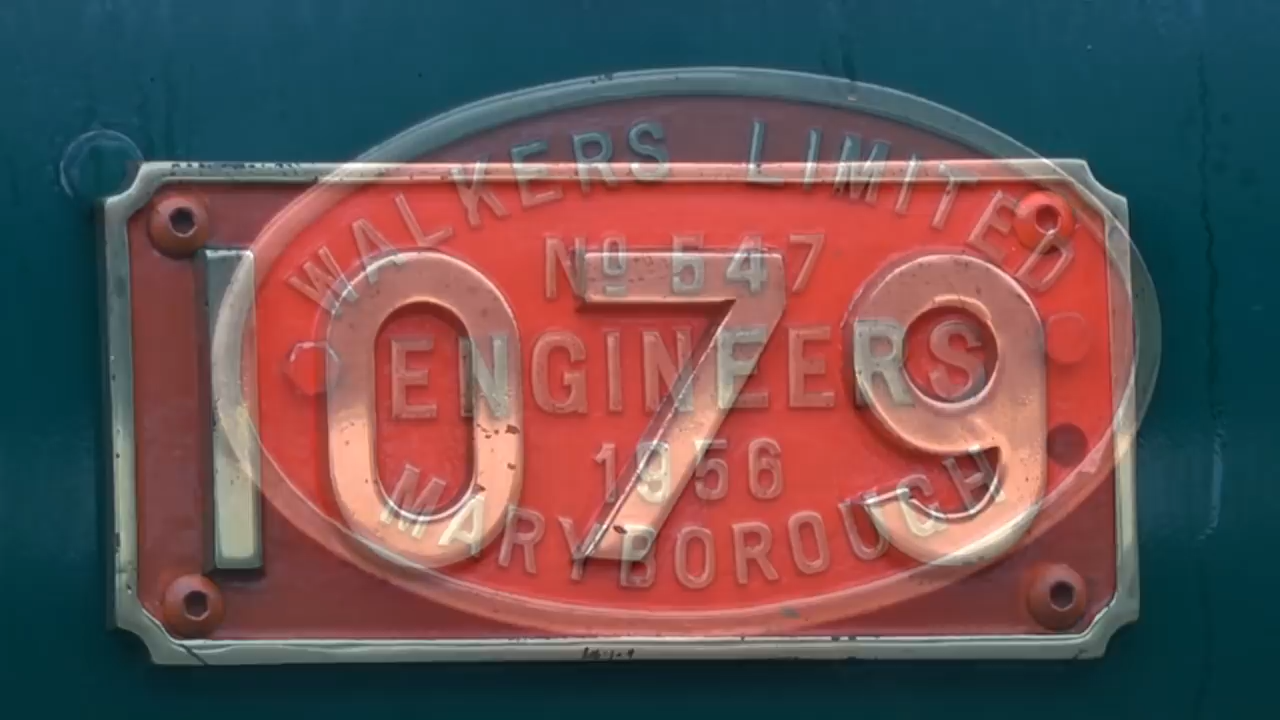 WALKERS LIMITED
No 547
1079
ENGINEERS
1956
MARYBOROUGH